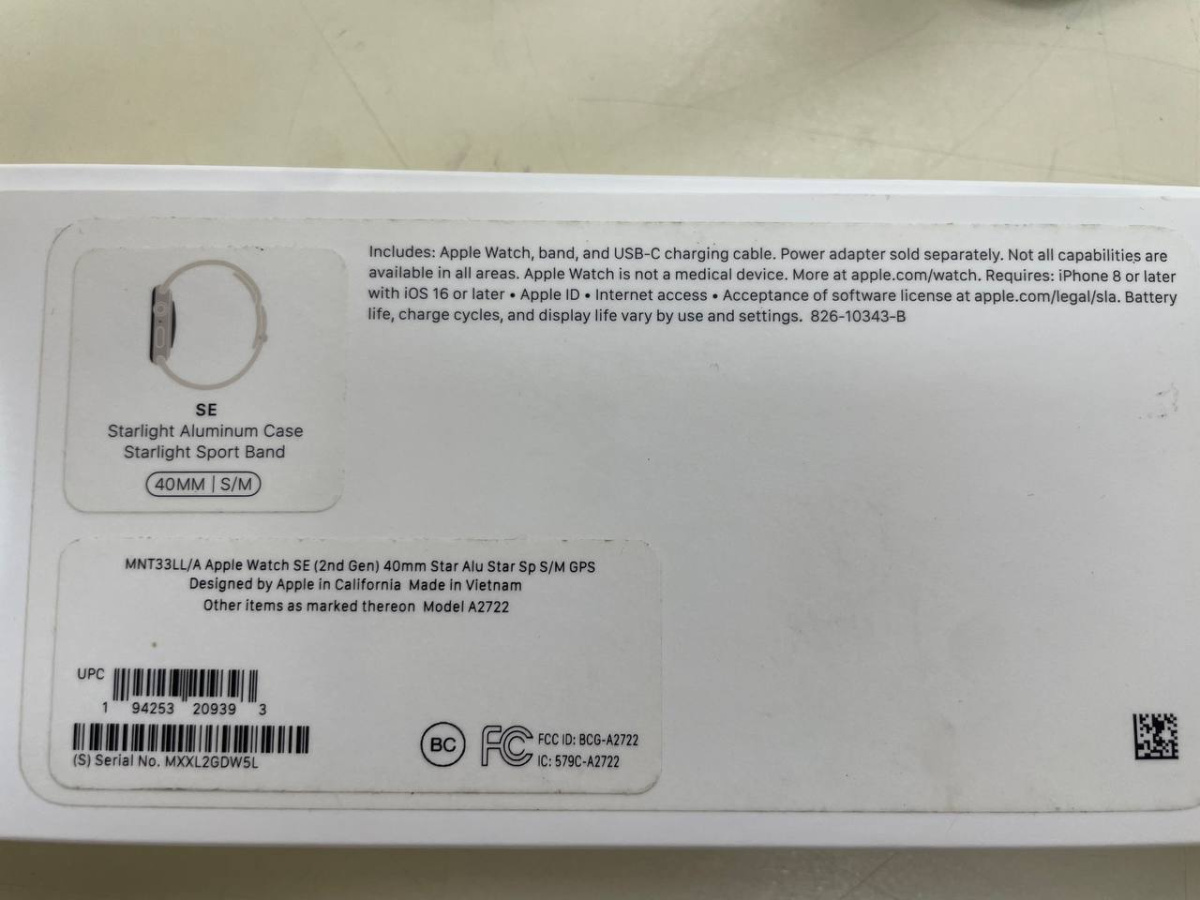 Includes: Apple Watch, band, and USB-C charging cable. Power adapter sold separately. Not all capabilities are
available in all areas. Apple Watch is not a medical device. More at apple.com/watch. Requires: iPhone 8 or later
with iOS 16 or later • Apple ID • Internet access • Acceptance of software license at apple.com/legal/sla. Battery
life, charge cycles, and display life vary by use and settings. 826-10343-B
SE
Starlight Aluminum Case
Starlight Sport Band
40MM | S/M
MNT33LL/A Apple Watch SE (2nd Gen) 40mm Star Alu Star Sp S/M GPS
Designed by Apple in California Made in Vietnam
Other items as marked thereon Model A2722
UPC
1 94253 20939 3
(S) Serial No. MXXL2GDW5L
BC
FC
FCC ID: BCG-A2722
IC: 579C-A2722